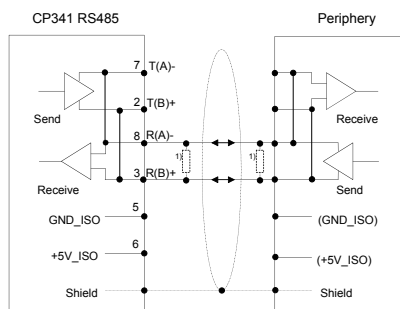 CP341 RS485
Periphery
7 T(A)-
2 T(B)+
Send
Receive
8 R(A)-
1)
1)
Receive
3 R(B)+
Send
5
GND_ISO
(GND_ISO)
6
+5V_ISO
(+5V_ISO)
Shield
Shield